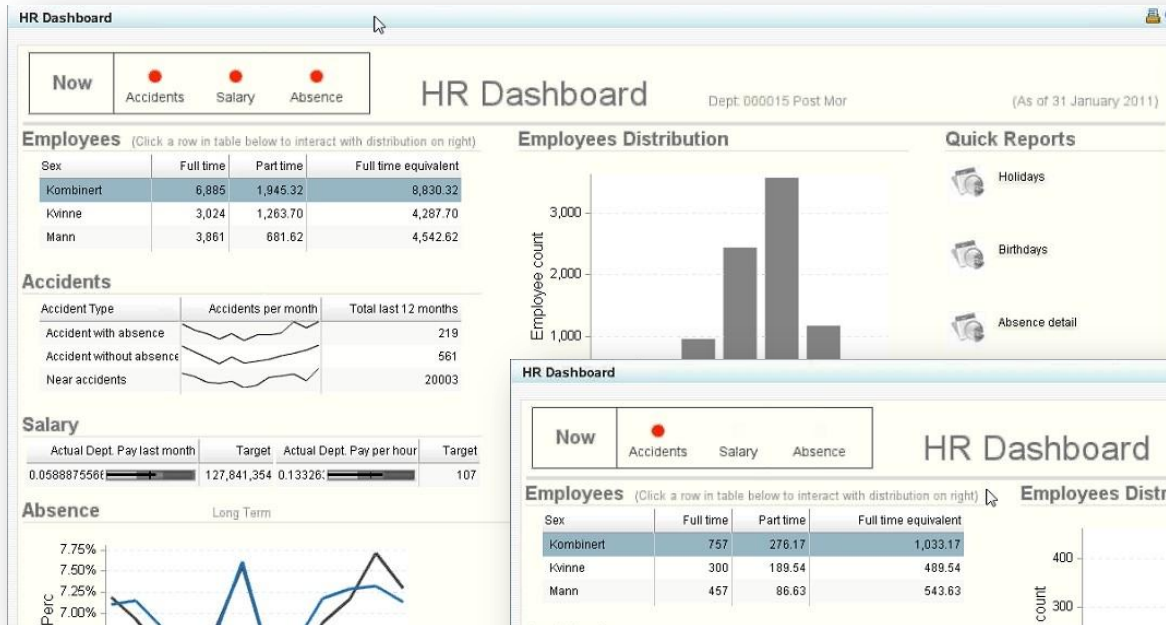 HR Dashboard
Now
Accidents Salary Absence
HR Dashboard
Dept: 000015 Post Mor
(As of 31 January 2011)
Employees (Click a row in table below to interact with distribution on right)
Sex Full time Part time Full time equivalent
Kombinert 6,885 1,945.32 8,830.32
Kvinne 3,024 1,263.70 4,287.70
Mann 3,861 681.62 4,542.62
Accidents
Accident Type Accidents per month Total last 12 months
Accident with absence 219
Accident without absence 561
Near accidents 20003
Salary
Actual Dept. Pay last month Target Actual Dept. Pay per hour Target
127,841,354 107
Absence Long Term
7.75%
7.50%
7.25%
7.00%
Perc
Employees Distribution
3,000
2,000
1,000
Employee count
Quick Reports
Holidays
Birthdays
Absence detail
HR Dashboard
Now
Accidents Salary Absence
HR Dashboard
Employees (Click a row in table below to interact with distribution on right)
Sex Full time Part time Full time equivalent
Kombinert 757 276.17 1,033.17
Kvinne 300 189.54 489.54
Mann 457 86.63 543.63
Employees Distr
400
300
count